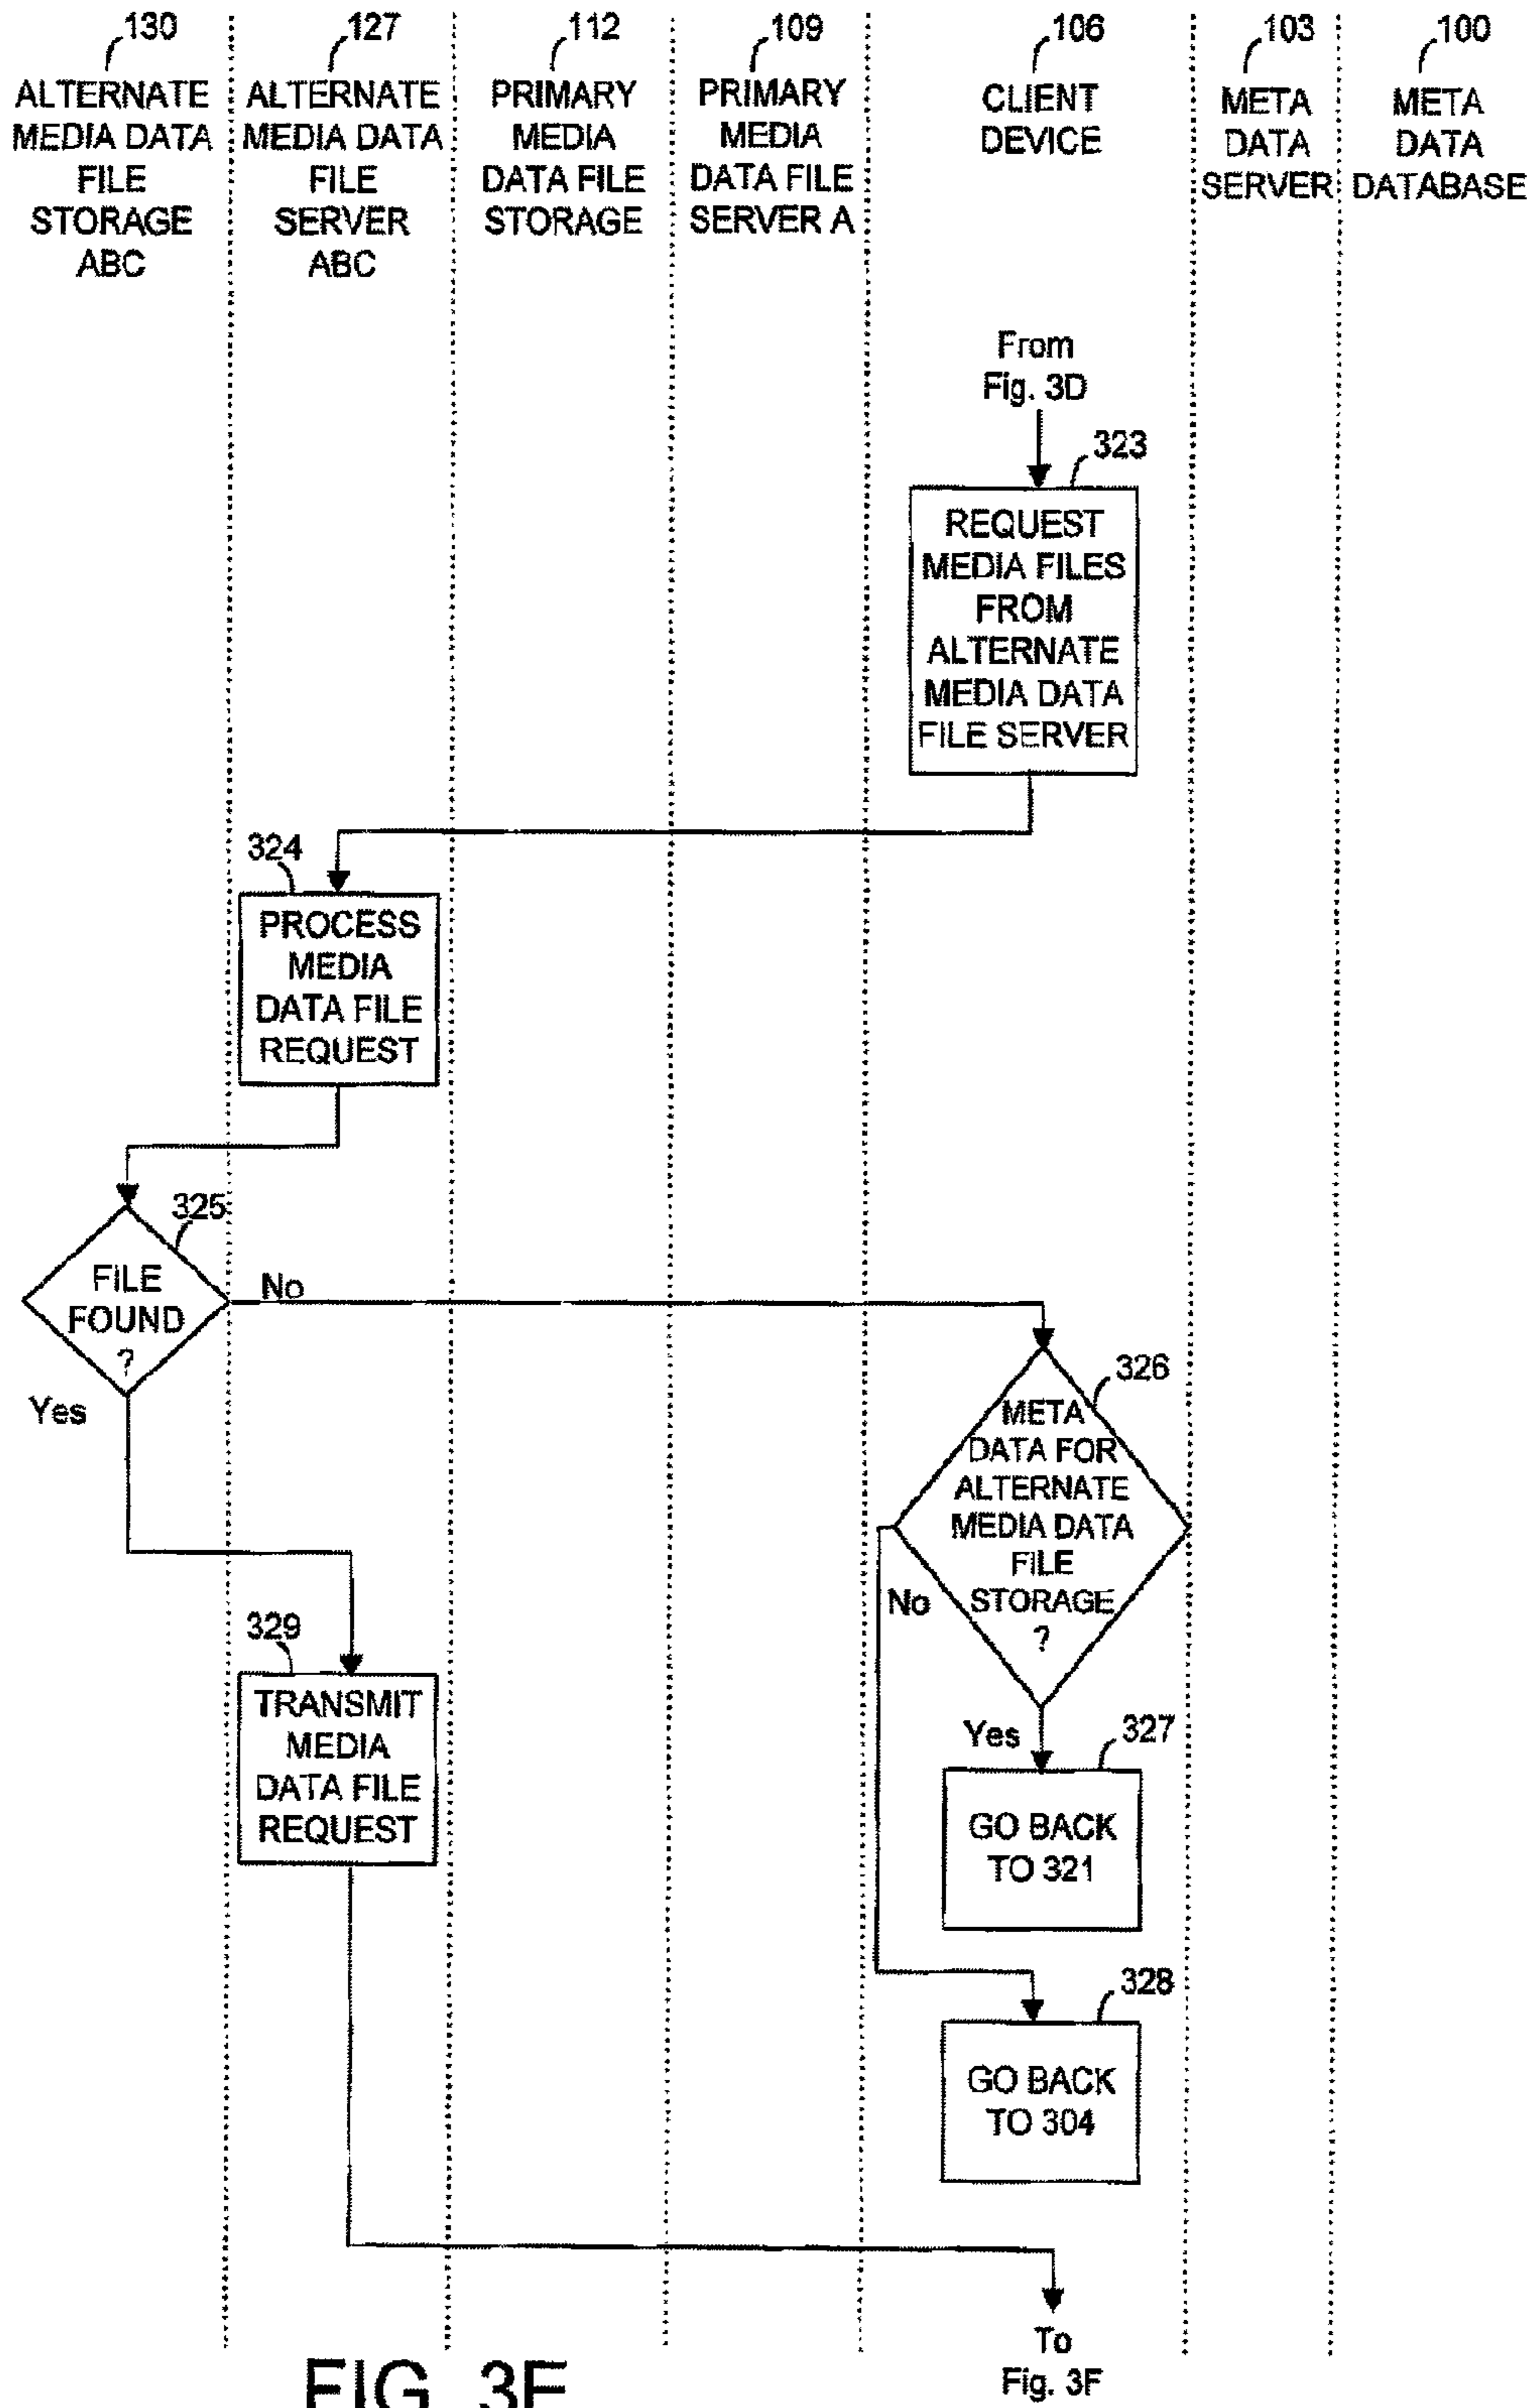 130
ALTERNATE
MEDIA DATA
FILE
STORAGE
ABC
127
ALTERNATE
MEDIA DATA
FILE
SERVER
ABC
112
PRIMARY
MEDIA
DATA FILE
STORAGE
109
PRIMARY
MEDIA
DATA FILE
SERVER A
106
CLIENT
DEVICE
103
META
DATA
SERVER
100
META
DATA
DATABASE
From
Fig. 3D
323
REQUEST
MEDIA FILES
FROM
ALTERNATE
MEDIA DATA
FILE SERVER
324
PROCESS
MEDIA
DATA FILE
REQUEST
325
FILE
FOUND
?
No
Yes
326
META
DATA FOR
ALTERNATE
MEDIA DATA
FILE
STORAGE
?
No
Yes
327
GO BACK
TO 321
329
TRANSMIT
MEDIA
DATA FILE
REQUEST
328
GO BACK
TO 304
To
Fig. 3F
FIG. 3E